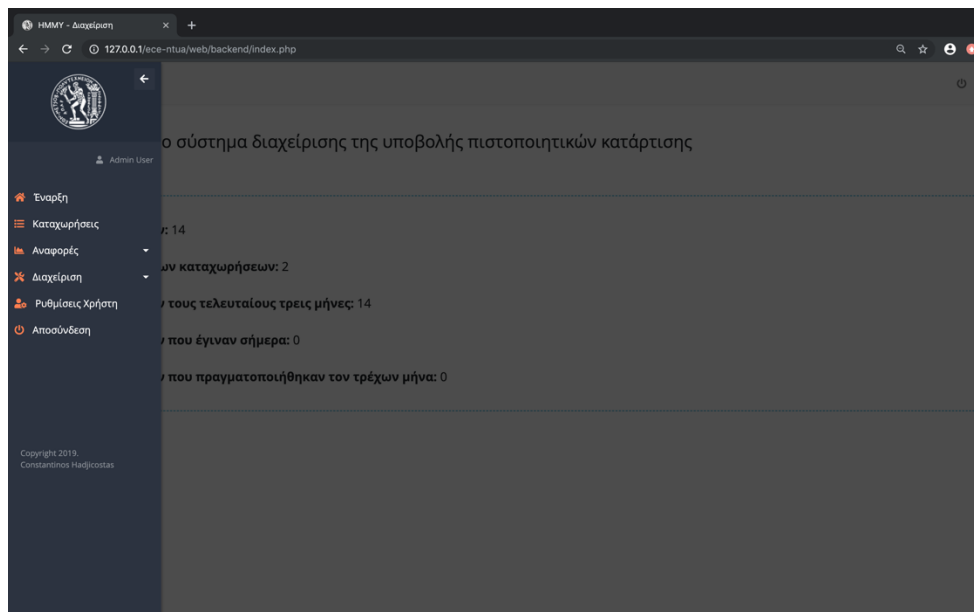 HMMY - Διαχείριση
127.0.0.1/ece-ntua/web/backend/index.php
Admin User
Έναρξη
Καταχωρήσεις
Αναφορές
Διαχείριση
Ρυθμίσεις Χρήστη
Αποσύνδεση
Copyright 2019.
Constantinos Hadjicostas
ο σύστημα διαχείρισης της υποβολής πιστοποιητικών κατάρτισης
ν: 14
ων καταχωρήσεων: 2
ν τους τελευταίους τρεις μήνες: 14
ν που έγιναν σήμερα: 0
ν που πραγματοποιήθηκαν τον τρέχων μήνα: 0